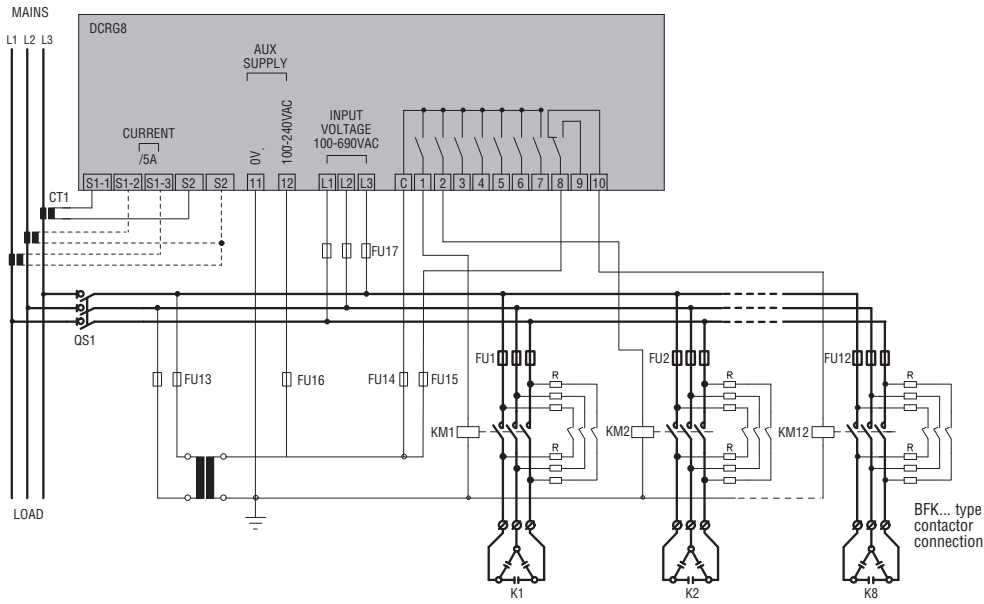 MAINS
L1 L2 L3
DCRG8
AUX
SUPPLY
CURRENT
/5A
0V.
100-240VAC
INPUT
VOLTAGE
100-690VAC
S1-1 S1-2 S1-3 S2 S2 11 12 L1 L2 L3 C 1 2 3 4 5 6 7 8 9 10
CT1
FU17
QS1
FU1 FU2 FU12
FU13 FU16 FU14 FU15
R R R
KM1 KM2 KM12
R R R
LOAD
BFK... type
contactor
connection
K1 K2 K8